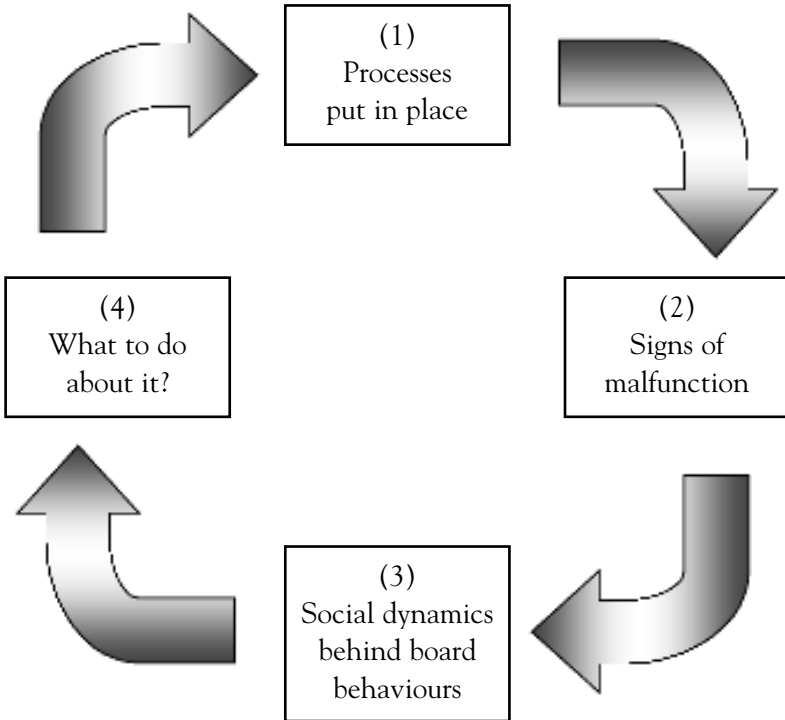 (1)
Processes
put in place
(2)
Signs of
malfunction
(3)
Social dynamics
behind board
behaviours
(4)
What to do
about it?